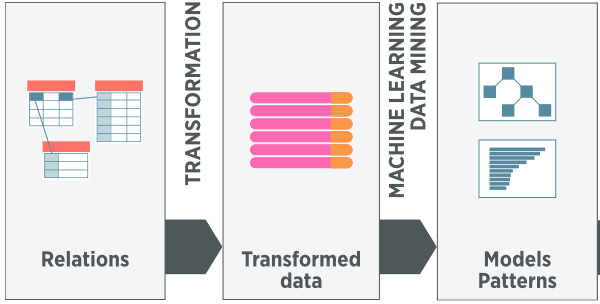 Relations
TRANSFORMATION
Transformed
data
MACHINE LEARNING
DATA MINING
Models
Patterns